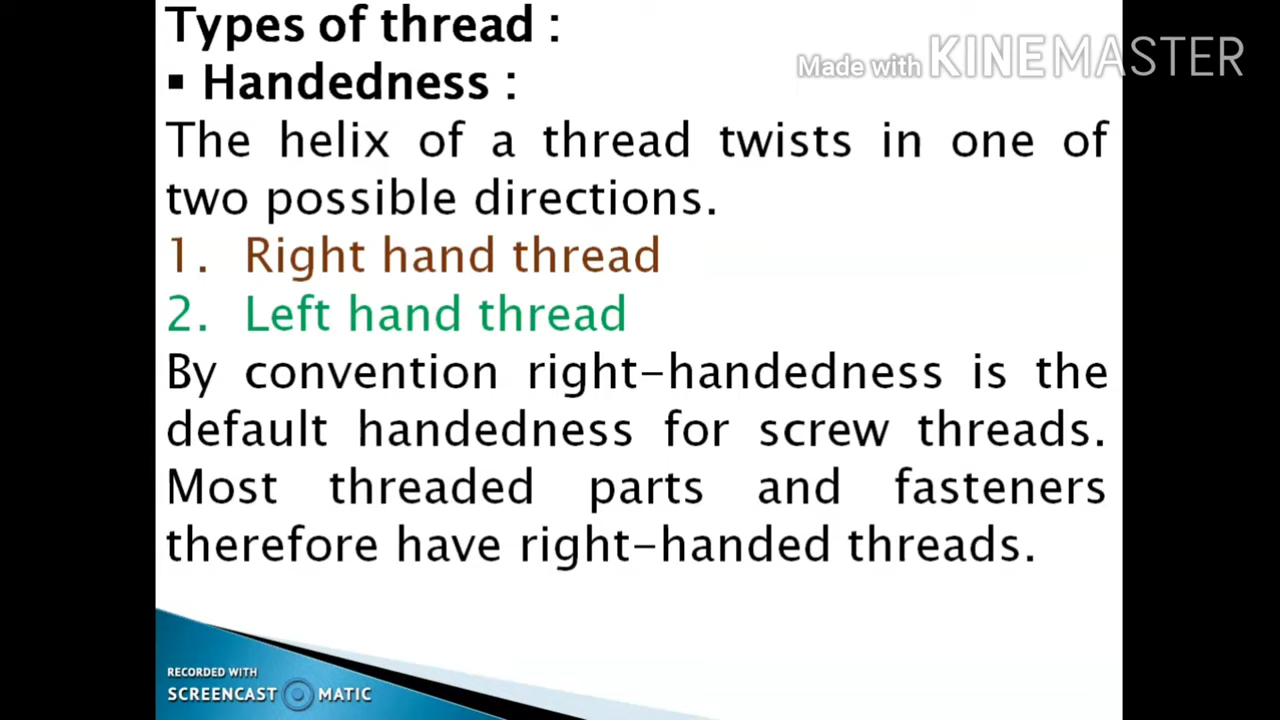 Types of thread :
Made with KINEMASTER
▪ Handedness :
The helix of a thread twists in one of
two possible directions.
1. Right hand thread
2. Left hand thread
By convention right-handedness is the
default handedness for screw threads.
Most threaded parts and fasteners
therefore have right-handed threads.
RECORDED WITH
SCREENCAST MATIC